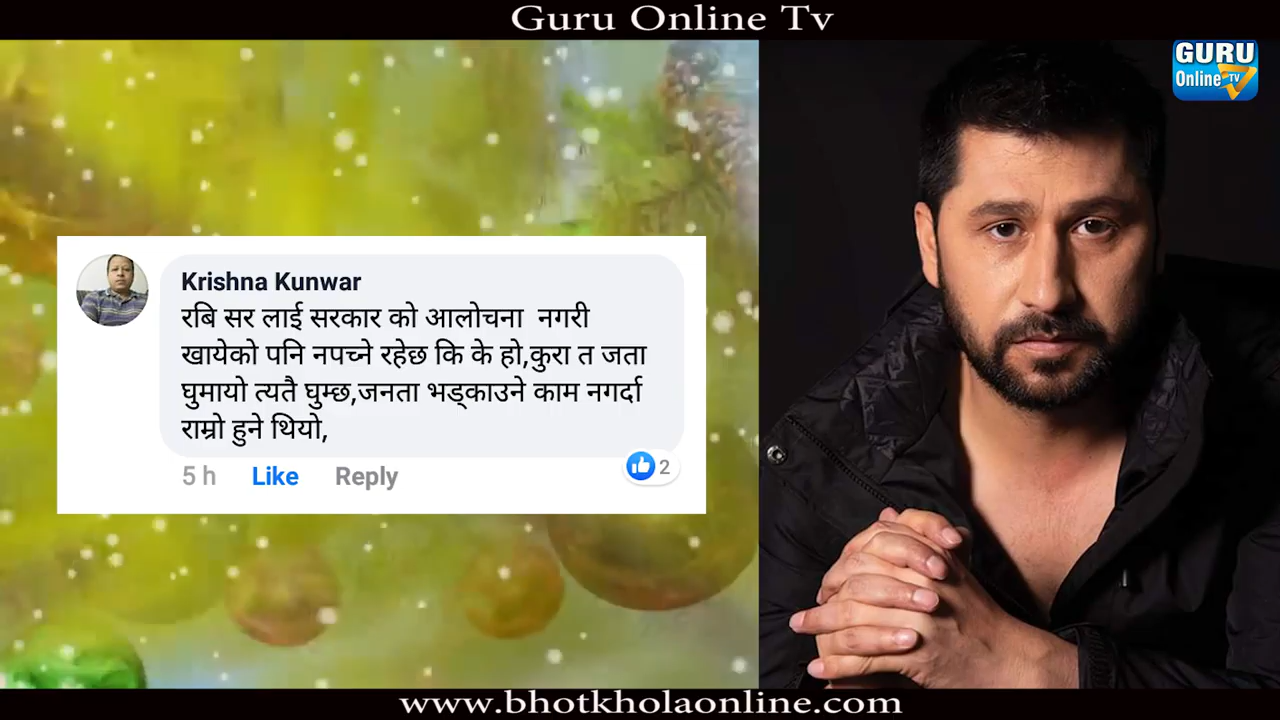 Guru Online Tv
GURU
Online TV
Krishna Kunwar
रबि सर लाई सरकार को आलोचना नगरी
खायेको पनि नपच्ने रहेछ कि के हो,कुरा त जता
घुमायो त्यतै घुम्छ,जनता भड्काउने काम नगर्दा
राम्रो हुने थियो,
5 h Like Reply 2
www.bhotkholaonline.com